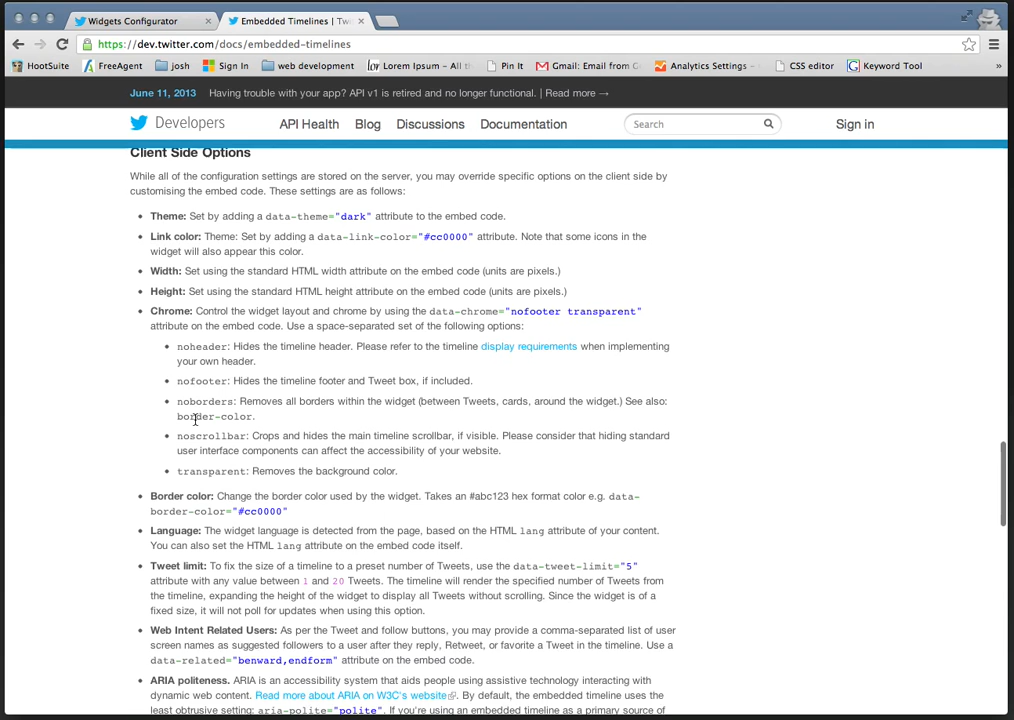 Widgets Configurator
Embedded Timelines | Tw
https://dev.twitter.com/docs/embedded-timelines
HootSuite FreeAgent josh Sign In web development Lorem Ipsum - All th Pin It Gmail: Email from G Analytics Settings - CSS editor Keyword Tool »
June 11, 2013 Having trouble with your app? API v1 is retired and no longer functional. | Read more →
Developers API Health Blog Discussions Documentation Search Sign in
Client Side Options
While all of the configuration settings are stored on the server, you may override specific options on the client side by
customising the embed code. These settings are as follows:
• Theme: Set by adding a data-theme="dark" attribute to the embed code.
• Link color: Theme: Set by adding a data-link-color="#cc0000" attribute. Note that some icons in the
widget will also appear this color.
• Width: Set using the standard HTML width attribute on the embed code (units are pixels.)
• Height: Set using the standard HTML height attribute on the embed code (units are pixels.)
• Chrome: Control the widget layout and chrome by using the data-chrome="nofooter transparent"
attribute on the embed code. Use a space-separated set of the following options:
• noheader: Hides the timeline header. Please refer to the timeline display requirements when implementing
your own header.
• nofooter: Hides the timeline footer and Tweet box, if included.
• noborders: Removes all borders within the widget (between Tweets, cards, around the widget.) See also:
border-color.
• noscrollbar: Crops and hides the main timeline scrollbar, if visible. Please consider that hiding standard
user interface components can affect the accessibility of your website.
• transparent: Removes the background color.
• Border color: Change the border color used by the widget. Takes an #abc123 hex format color e.g. data-
border-color="#cc0000"
• Language: The widget language is detected from the page, based on the HTML lang attribute of your content.
You can also set the HTML lang attribute on the embed code itself.
• Tweet limit: To fix the size of a timeline to a preset number of Tweets, use the data-tweet-limit="5"
attribute with any value between 1 and 20 Tweets. The timeline will render the specified number of Tweets from
the timeline, expanding the height of the widget to display all Tweets without scrolling. Since the widget is of a
fixed size, it will not poll for updates when using this option.
• Web Intent Related Users: As per the Tweet and follow buttons, you may provide a comma-separated list of user
screen names as suggested followers to a user after they reply, Retweet, or favorite a Tweet in the timeline. Use a
data-related="benward,endform" attribute on the embed code.
• ARIA politeness. ARIA is an accessibility system that aids people using assistive technology interacting with
dynamic web content. Read more about ARIA on W3C's website. By default, the embedded timeline uses the
least obtrusive setting: aria-polite="polite". If you're using an embedded timeline as a primary source of